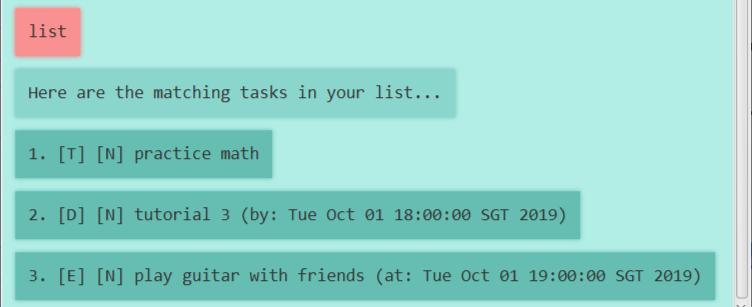 list
Here are the matching tasks in your list...
1. [T] [N] practice math
2. [D] [N] tutorial 3 (by: Tue Oct 01 18:00:00 SGT 2019)
3. [E] [N] play guitar with friends (at: Tue Oct 01 19:00:00 SGT 2019)